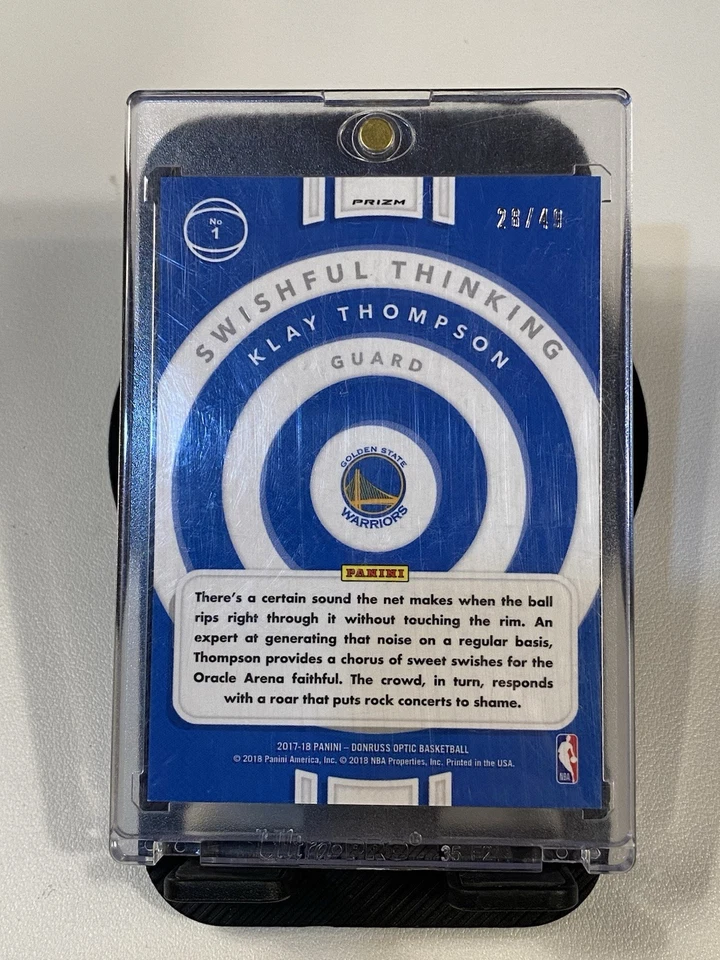 PRIZM
No
1
28/49
SWISHFUL THINKING
KLAY THOMPSON
GUARD
GOLDEN STATE
WARRIORS
PANINI
There's a certain sound the net makes when the ball
rips right through it without touching the rim. An
expert at generating that noise on a regular basis,
Thompson provides a chorus of sweet swishes for the
Oracle Arena faithful. The crowd, in turn, responds
with a roar that puts rock concerts to shame.
2017-18 PANINI – DONRUSS OPTIC BASKETBALL
© 2018 Panini America, Inc. © 2018 NBA Properties, Inc. Printed in the USA.
NBA